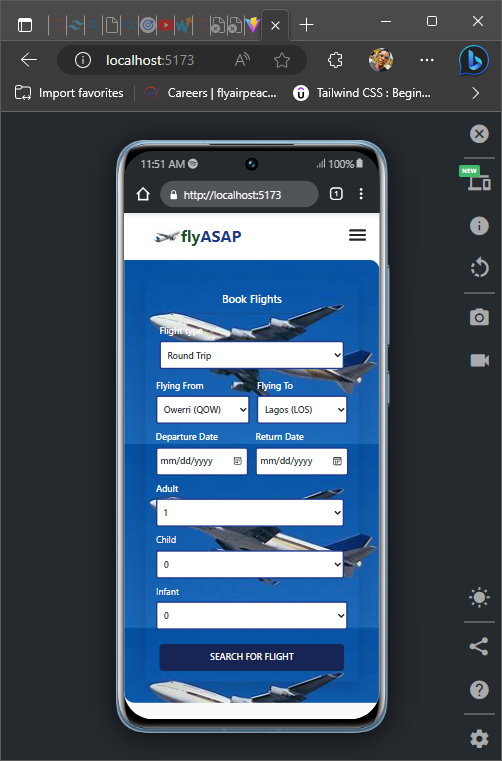 localhost:5173
A))
Import favorites
Careers | flyairpeac...
Tailwind CSS : Begin...
NEW
11:51 AM
100%
http://localhost:5173
1
flyASAP
Book Flights
Flight type
Round Trip
Flying From
Flying To
Owerri (QOW)
Lagos (LOS)
Departure Date
Return Date
mm/dd/yyyy
mm/dd/yyyy
Adult
1
Child
0
Infant
0
SEARCH FOR FLIGHT